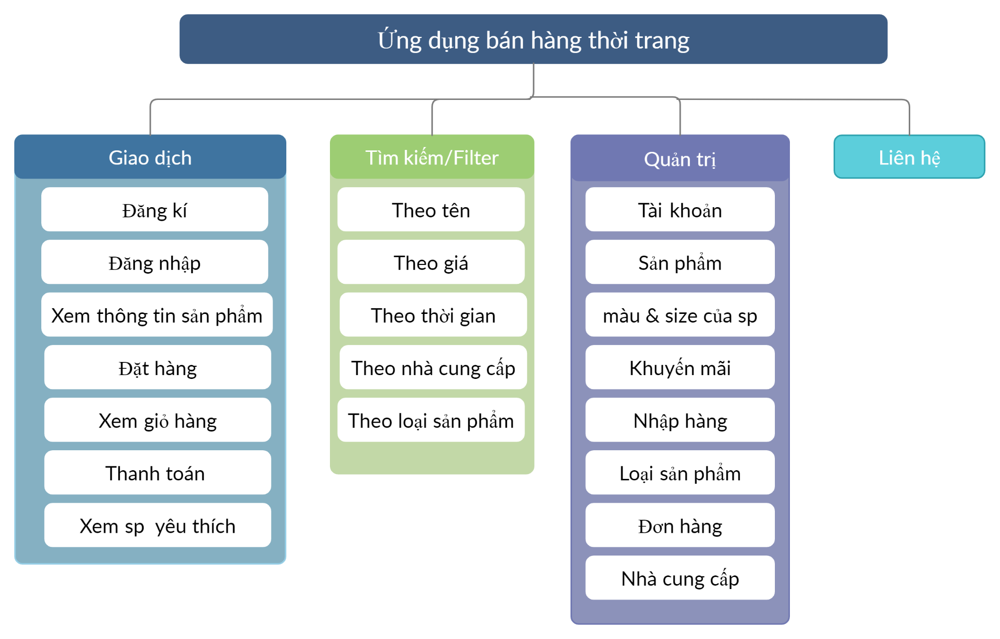 Ứng dụng bán hàng thời trang
Giao dịch
Đăng kí
Đăng nhập
Xem thông tin sản phẩm
Đặt hàng
Xem giỏ hàng
Thanh toán
Xem sp yêu thích
Tìm kiếm/Filter
Theo tên
Theo giá
Theo thời gian
Theo nhà cung cấp
Theo loại sản phẩm
Quản trị
Tài khoản
Sản phẩm
màu & size của sp
Khuyến mãi
Nhập hàng
Loại sản phẩm
Đơn hàng
Nhà cung cấp
Liên hệ